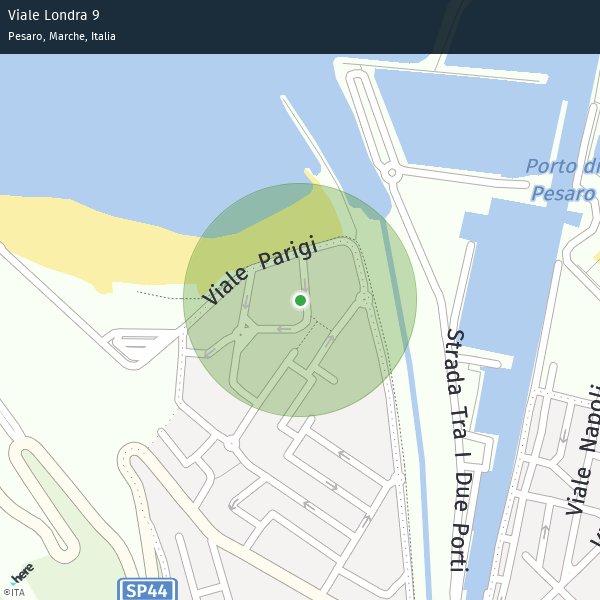 Viale Londra 9
Pesaro, Marche, Italia
Porto di
Pesaro
Viale Parigi
Strada Tra I Due Porti
Viale Napoli
SP44
here
©ITA